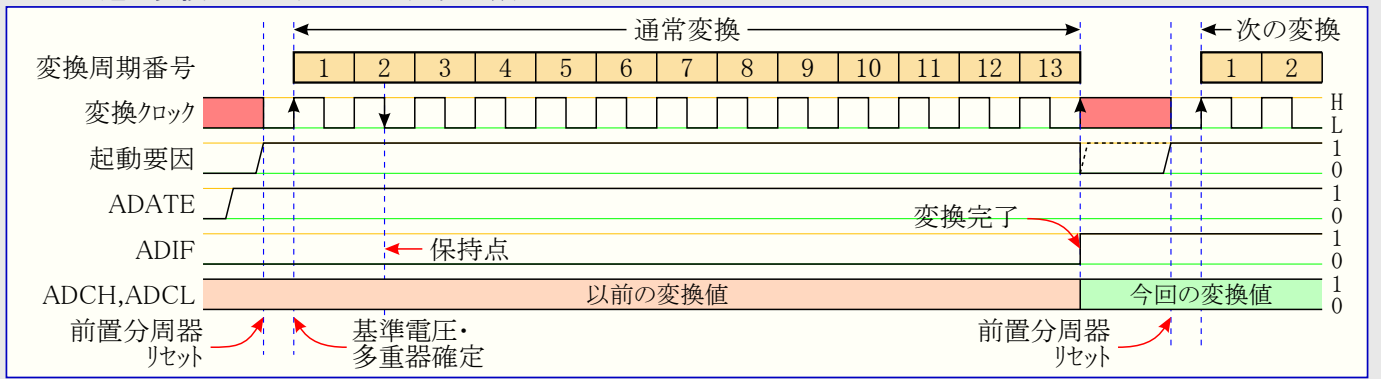 通常変換
次の変換
変換周期番号
1 2 3 4 5 6 7 8 9 10 11 12 13
1 2
変換クロック
H
L
起動要因
1
0
ADATE
1
0
変換完了
ADIF
保持点
1
0
ADCH,ADCL
以前の変換値
今回の変換値
1
0
前置分周器
リセット
基準電圧・
多重器確定
前置分周器
リセット